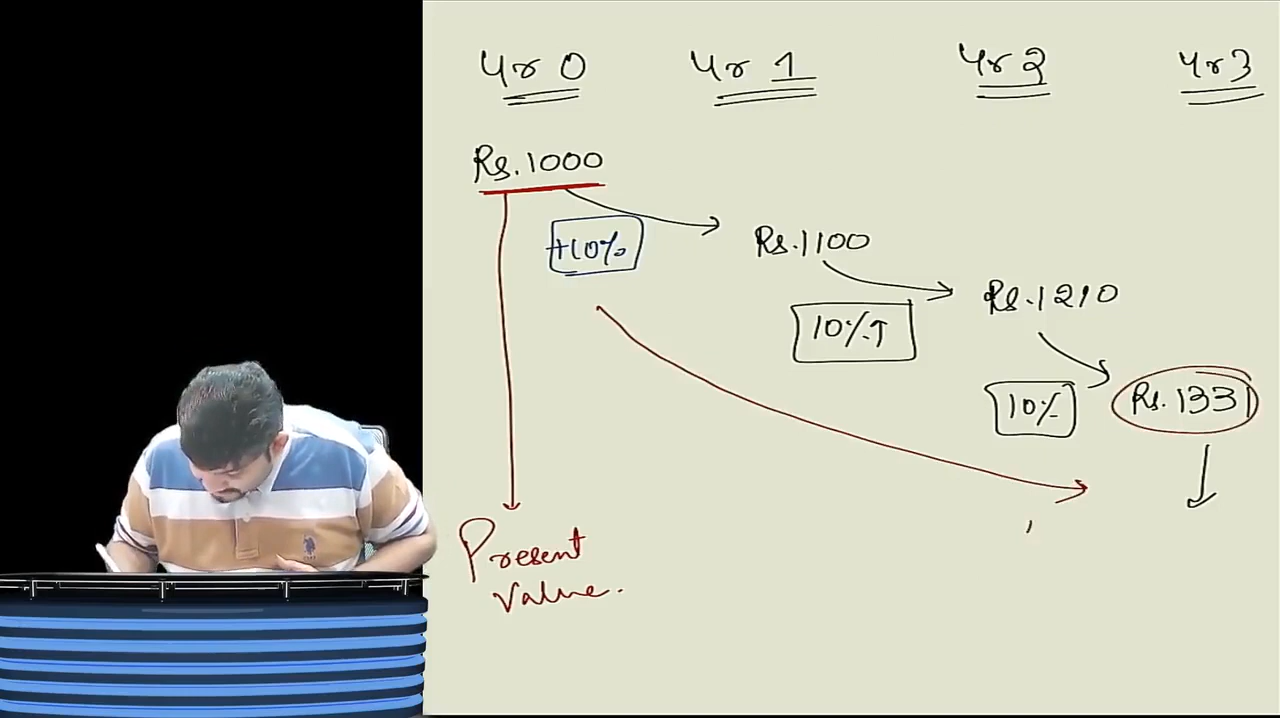 Yr 0 Yr 1 Yr 2 Yr 3
Rs.1000
+10%
Rs.1100
10%↑
Rs.1210
10%
Rs.1331
Present
Value.